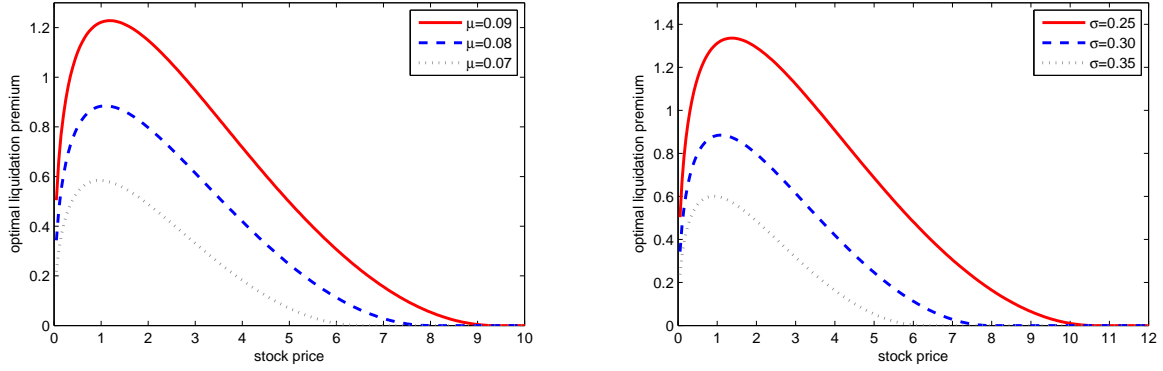 μ=0.09
μ=0.08
μ=0.07
optimal liquidation premium
1.2
1
0.8
0.6
0.4
0.2
0
0 1 2 3 4 5 6 7 8 9 10
stock price
σ=0.25
σ=0.30
σ=0.35
optimal liquidation premium
1.4
1.2
1
0.8
0.6
0.4
0.2
0
0 1 2 3 4 5 6 7 8 9 10 11 12
stock price